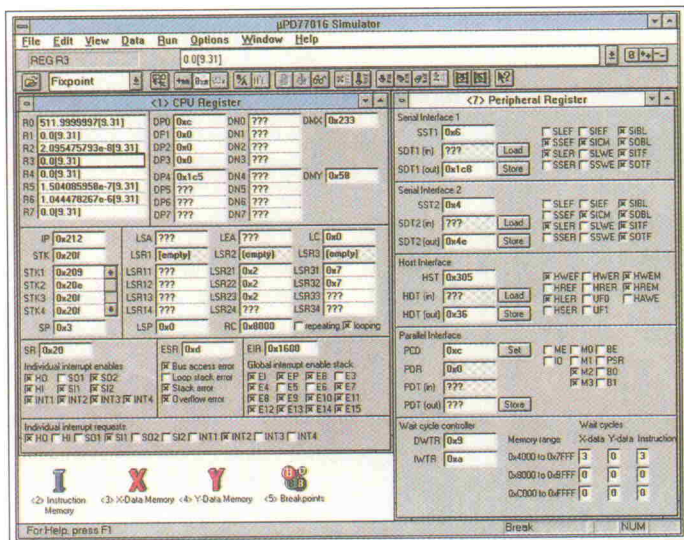 µPD77016 Simulator
File Edit View Data Run Options Window Help
REG R3 0.0[9.31]
Fixpoint
<1> CPU Register
R0 511.9999997[9.31] DP0 0xc DN0 ??? DMX 0x233
R1 0.0[9.31] DP1 0x0 DN1 ???
R2 2.095475793e-8[9.31] DP2 0x0 DN2 ???
R3 0.0[9.31] DP3 0x0 DN3 ???
R4 0.0[9.31] DP4 0x1c5 DN4 ??? DMY 0x58
R5 1.504085958e-7[9.31] DP5 ??? DN5 ???
R6 1.044478267e-6[9.31] DP6 ??? DN6 ???
R7 0.0[9.31] DP7 ??? DN7 ???
IP 0x212 LSA ??? LEA ??? LC 0x0
STK 0x20f LSR1 [empty] LSR2 [empty] LSR3 [empty]
STK1 0x209 LSR11 ??? LSR21 0x2 LSR31 0x7
STK2 0x20e LSR12 ??? LSR22 0x2 LSR32 0x7
STK3 0x20f LSR13 ??? LSR23 0x2 LSR33 ???
STK4 0x20f LSR14 ??? LSR24 ??? LSR34 ???
SP 0x3 LSP 0x0 RC 0x8000 repeating looping
SR 0x20 ESR 0xd EIR 0x1600
Individual interrupt enables
HO SO1 SO2
HI SI1 SI2
INT1 INT2 INT3 INT4
Bus access error
Loop stack error
Stack error
Overflow error
Global interrupt enable stack
EI EP EB E3
E4 E5 E6 E7
E8 E9 E10 E11
E12 E13 E14 E15
Individual interrupt requests
HO HI SO1 SI1 SO2 SI2 INT1 INT2 INT3 INT4
<2> Instruction Memory
<3> X-Data Memory
<4> Y-Data Memory
<5> Breakpoints
<7> Peripheral Register
Serial Interface 1
SST1 0x6 SLEF SIEF SIBL
SSEF SICM SOBL
SDT1 (in) ??? Load SLER SLWE SITF
SDT1 (out) 0x1c8 Store SSER SSWE SOTF
Serial Interface 2
SST2 0x4 SLEF SIEF SIBL
SSEF SICM SOBL
SDT2 (in) ??? Load SLER SLWE SITF
SDT2 (out) 0x4e Store SSER SSWE SOTF
Host Interface
HST 0x305 HWEF HWER HWEM
HREF HRER HREM
HDT (in) ??? Load HLER UF0 HAWE
HDT (out) 0x36 Store HSER UF1
Parallel Interface
PCD 0xc Set ME M0 BE
IO M1 PSR
PDR 0x0 M2 B0
PDT (in) ??? M3 B1
PDT (out) ??? Store
Wait cycle controller Wait cycles
DWTR 0x9 Memory range X-data Y-data Instruction
IWTR 0xa 0x4000 to 0x7FFF 3 0 3
0x8000 to 0xBFFF 0 0 0
0xC000 to 0xFFFF 0 0 0
For Help, press F1 Break NUM